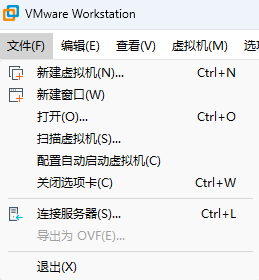 VMware Workstation
文件(F) 编辑(E) 查看(V) 虚拟机(M)
新建虚拟机(N)... Ctrl+N
新建窗口(W)
打开(O)... Ctrl+O
扫描虚拟机(S)...
配置自动启动虚拟机(C)
关闭选项卡(C) Ctrl+W
连接服务器(S)... Ctrl+L
导出为 OVF(E)...
退出(X)